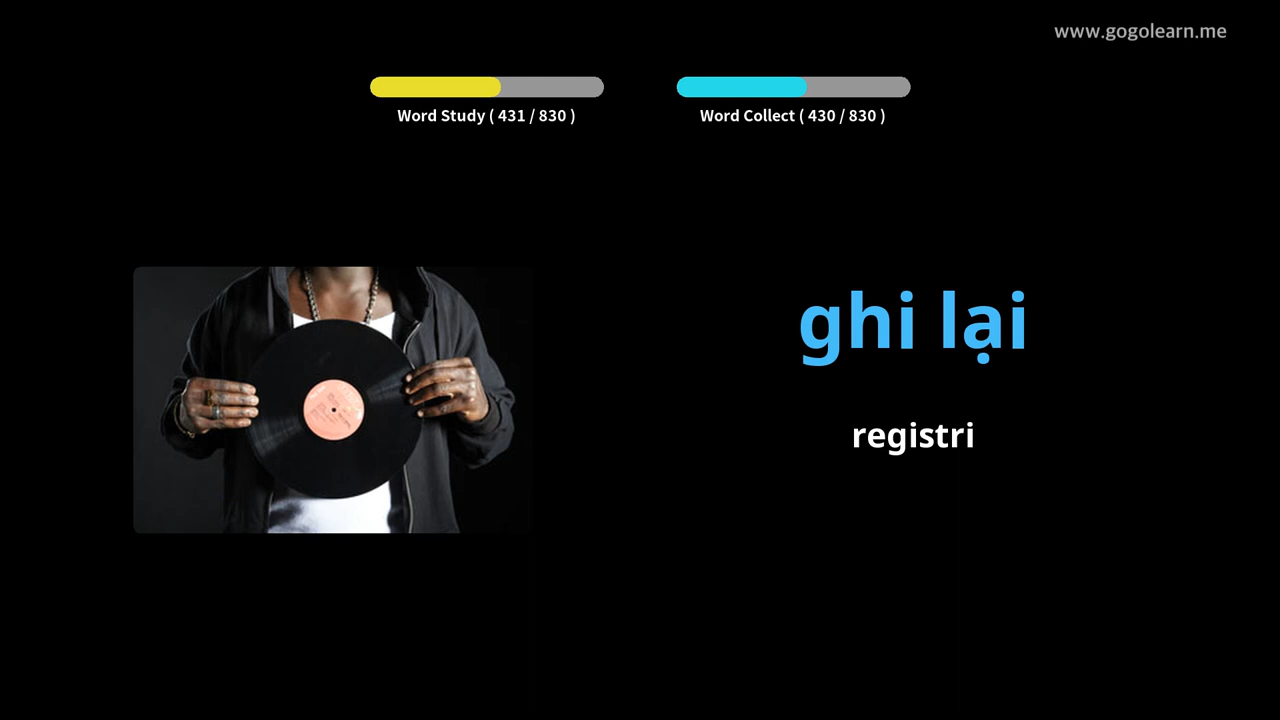 www.gogolearn.me
Word Study ( 431 / 830 )
Word Collect ( 430 / 830 )
ghi lại
registri